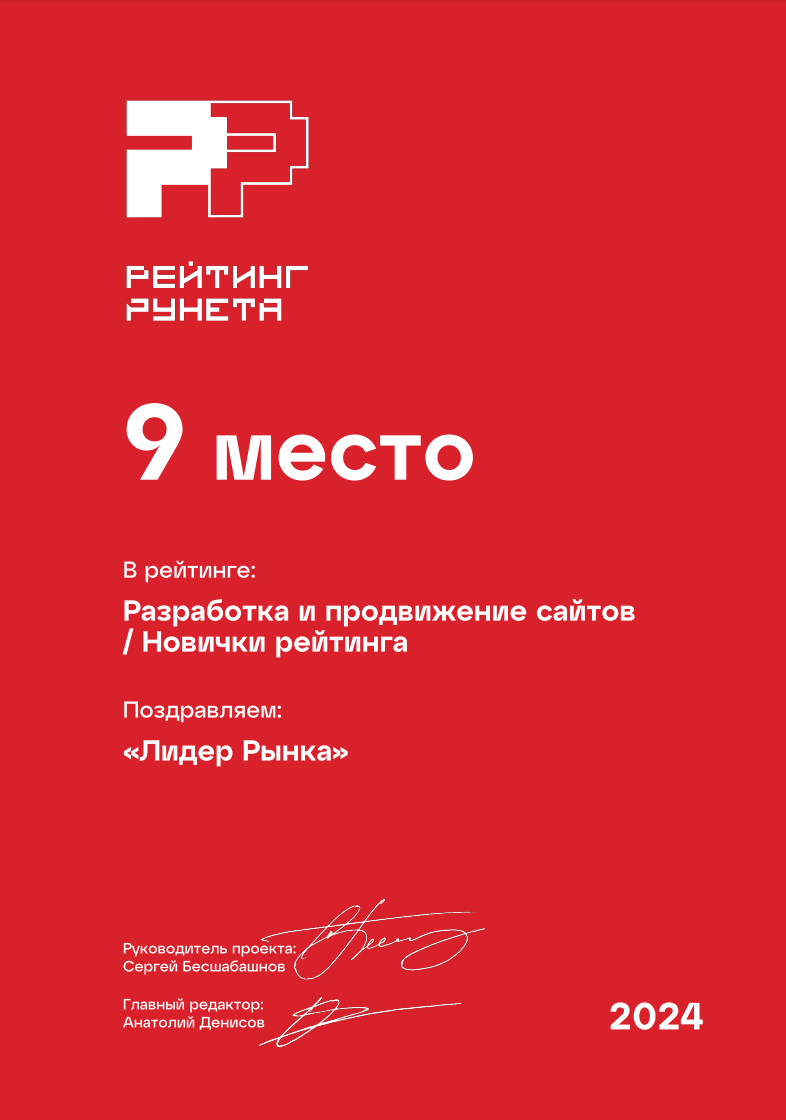 РЕЙТИНГ
РУНЕТА
9 место
В рейтинге:
Разработка и продвижение сайтов
/ Новички рейтинга
Поздравляем:
«Лидер Рынка»
Руководитель проекта:
Сергей Бесшабашнов
Главный редактор:
Анатолий Денисов
2024